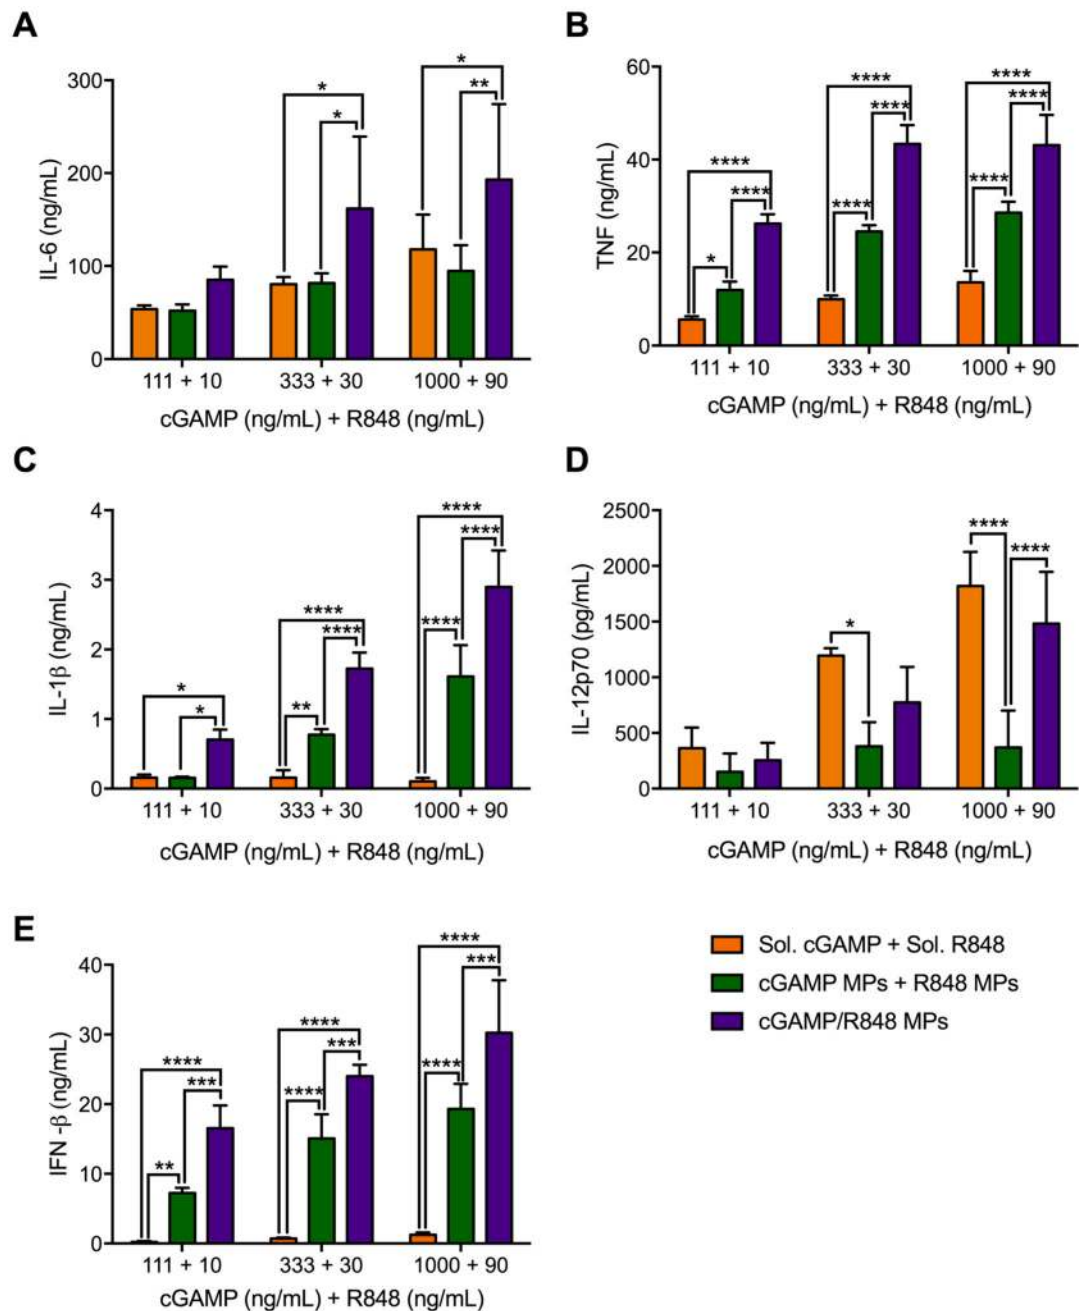 A
IL-6 (ng/mL)
300
200
100
0
*
*
*
**
111 + 10
333 + 30
1000 + 90
cGAMP (ng/mL) + R848 (ng/mL)
B
TNF (ng/mL)
60
40
20
0
****
****
*
****
****
****
****
****
****
111 + 10
333 + 30
1000 + 90
cGAMP (ng/mL) + R848 (ng/mL)
C
IL-1β (ng/mL)
4
3
2
1
0
*
*
****
****
**
****
****
****
111 + 10
333 + 30
1000 + 90
cGAMP (ng/mL) + R848 (ng/mL)
D
IL-12p70 (pg/mL)
2500
2000
1500
1000
500
0
*
****
****
111 + 10
333 + 30
1000 + 90
cGAMP (ng/mL) + R848 (ng/mL)
E
IFN -β (ng/mL)
40
30
20
10
0
****
***
**
****
***
****
****
***
****
111 + 10
333 + 30
1000 + 90
cGAMP (ng/mL) + R848 (ng/mL)
Sol. cGAMP + Sol. R848
cGAMP MPs + R848 MPs
cGAMP/R848 MPs